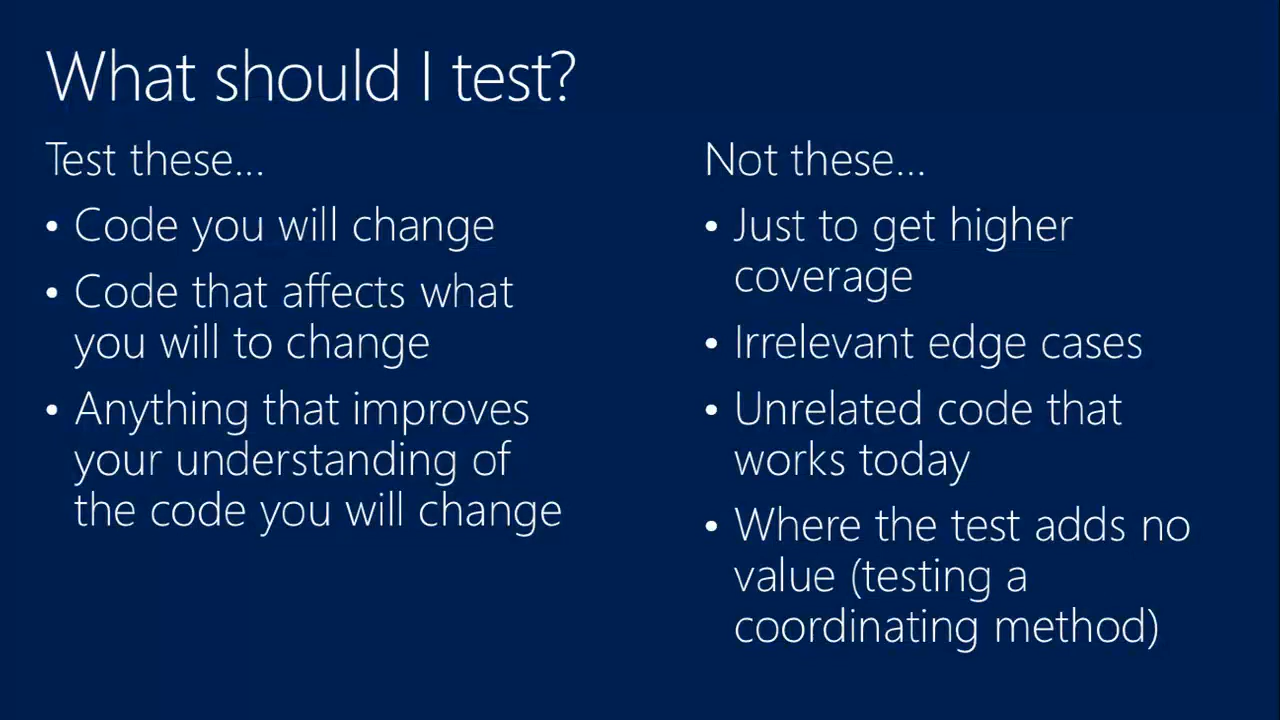 What should I test?
Test these...
• Code you will change
• Code that affects what
you will to change
• Anything that improves
your understanding of
the code you will change
Not these...
• Just to get higher
coverage
• Irrelevant edge cases
• Unrelated code that
works today
• Where the test adds no
value (testing a
coordinating method)